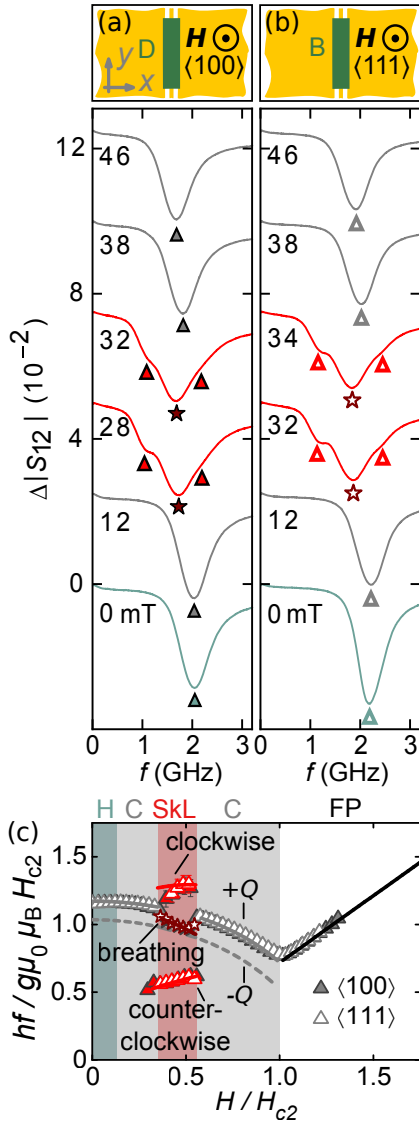 (a) D H ⊙
y x ⟨100⟩
(b) B H ⊙
⟨111⟩
Δ|S12| (10⁻²)
12
8
4
0
46
38
32
28
12
0 mT
46
38
34
32
12
0 mT
0 1 2 3
f (GHz)
0 1 2 3
f (GHz)
(c) H C SkL C FP
hf / gμ0 μB Hc2
1.5
1.0
0.5
0.0
clockwise
+Q
breathing
-Q
counter-
clockwise
⟨100⟩
⟨111⟩
0.0 0.5 1.0 1.5
H / Hc2